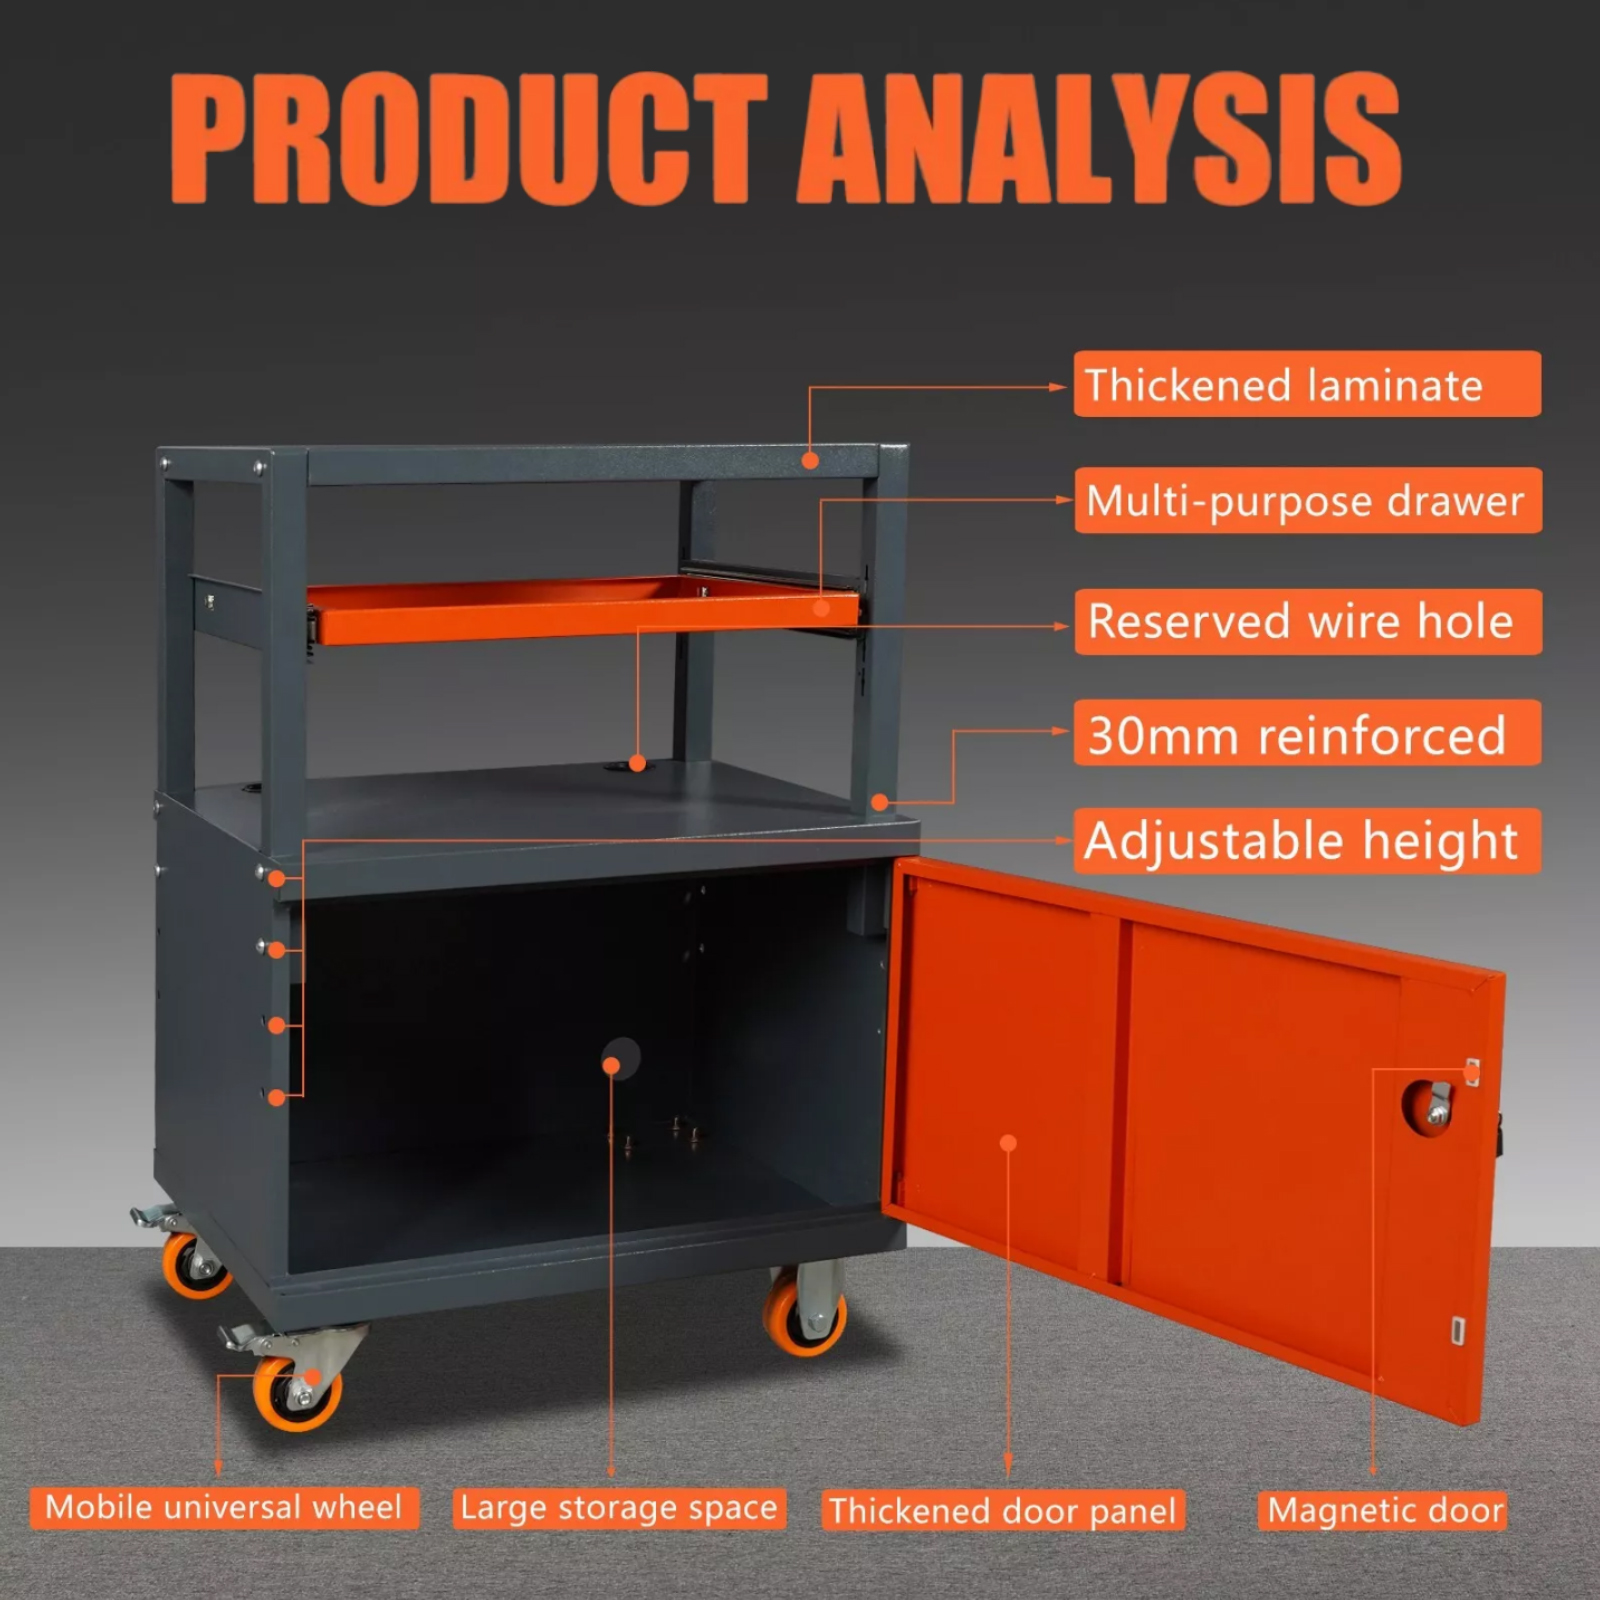 PRODUCT ANALYSIS
Thickened laminate
Multi-purpose drawer
Reserved wire hole
30mm reinforced
Adjustable height
Mobile universal wheel
Large storage space
Thickened door panel
Magnetic door